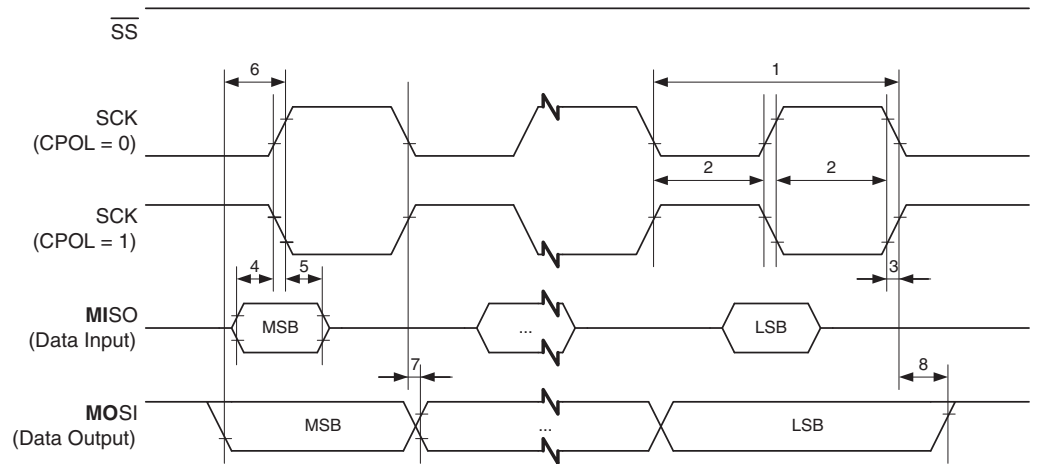 SS
6
1
SCK
(CPOL = 0)
2
2
SCK
(CPOL = 1)
4
5
3
MISO
(Data Input)
MSB
...
LSB
7
8
MOSI
(Data Output)
MSB
...
LSB